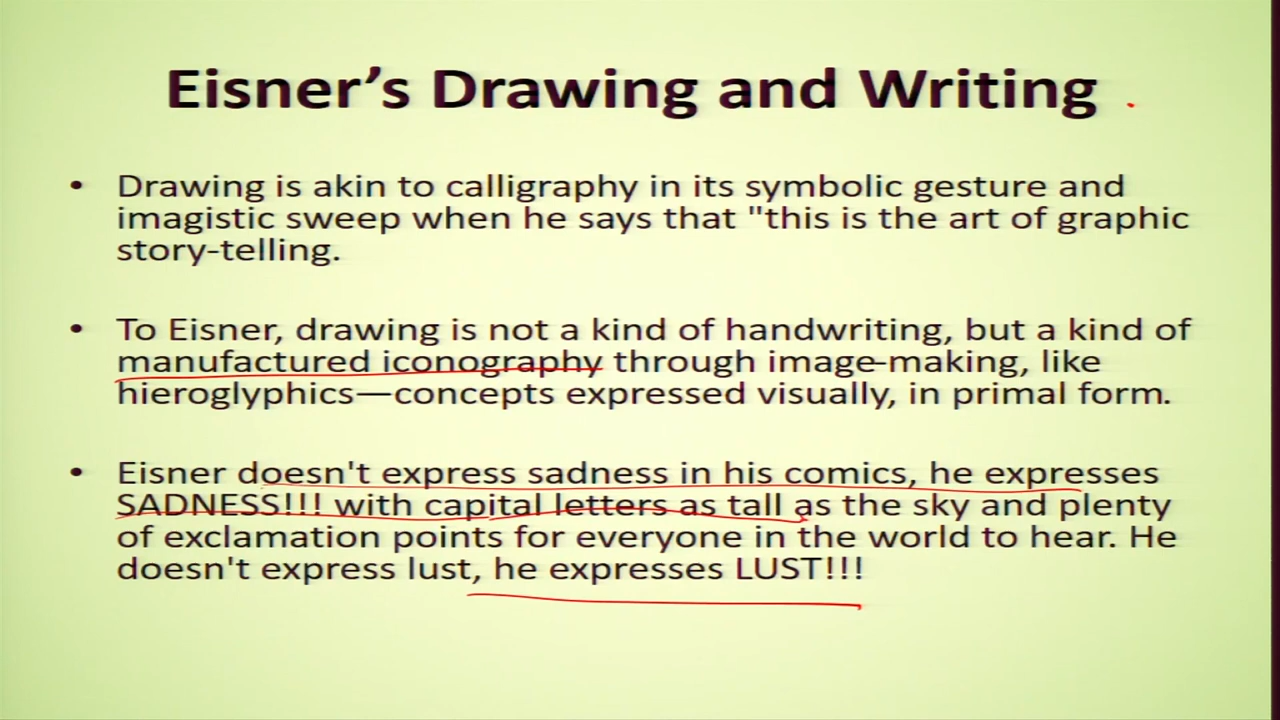 Eisner’s Drawing and Writing
• Drawing is akin to calligraphy in its symbolic gesture and
imagistic sweep when he says that "this is the art of graphic
story-telling.
• To Eisner, drawing is not a kind of handwriting, but a kind of
manufactured iconography through image-making, like
hieroglyphics—concepts expressed visually, in primal form.
• Eisner doesn't express sadness in his comics, he expresses
SADNESS!!! with capital letters as tall as the sky and plenty
of exclamation points for everyone in the world to hear. He
doesn't express lust, he expresses LUST!!!